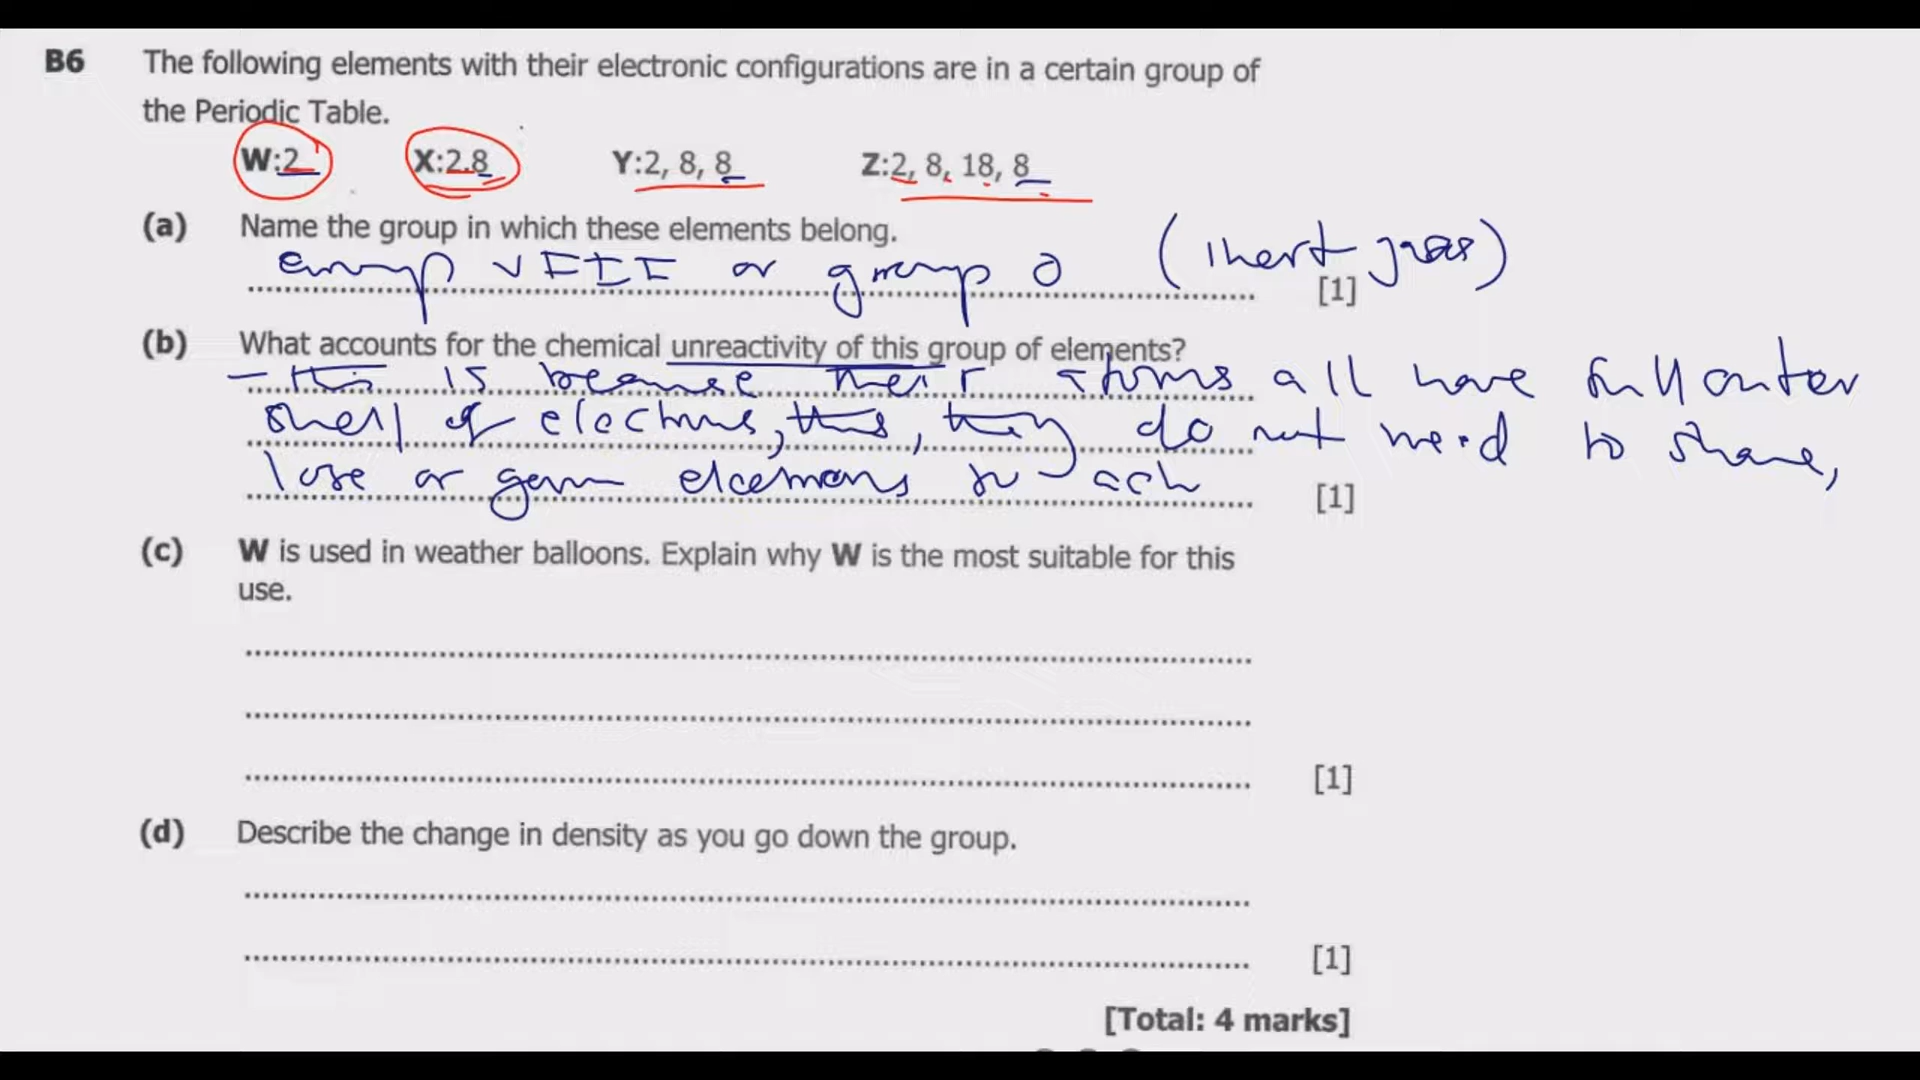 B6 The following elements with their electronic configurations are in a certain group of
the Periodic Table.
W:2 X:2.8 Y:2, 8, 8 Z:2, 8, 18, 8
(a) Name the group in which these elements belong.
group VIII or group 0 (inert gases) [1]
(b) What accounts for the chemical unreactivity of this group of elements?
- this is because their atoms all have full outer
shell of electrons, thus, they do not need to share,
lose or gain electrons to ach [1]
(c) W is used in weather balloons. Explain why W is the most suitable for this
use.
[1]
(d) Describe the change in density as you go down the group.
[1]
[Total: 4 marks]